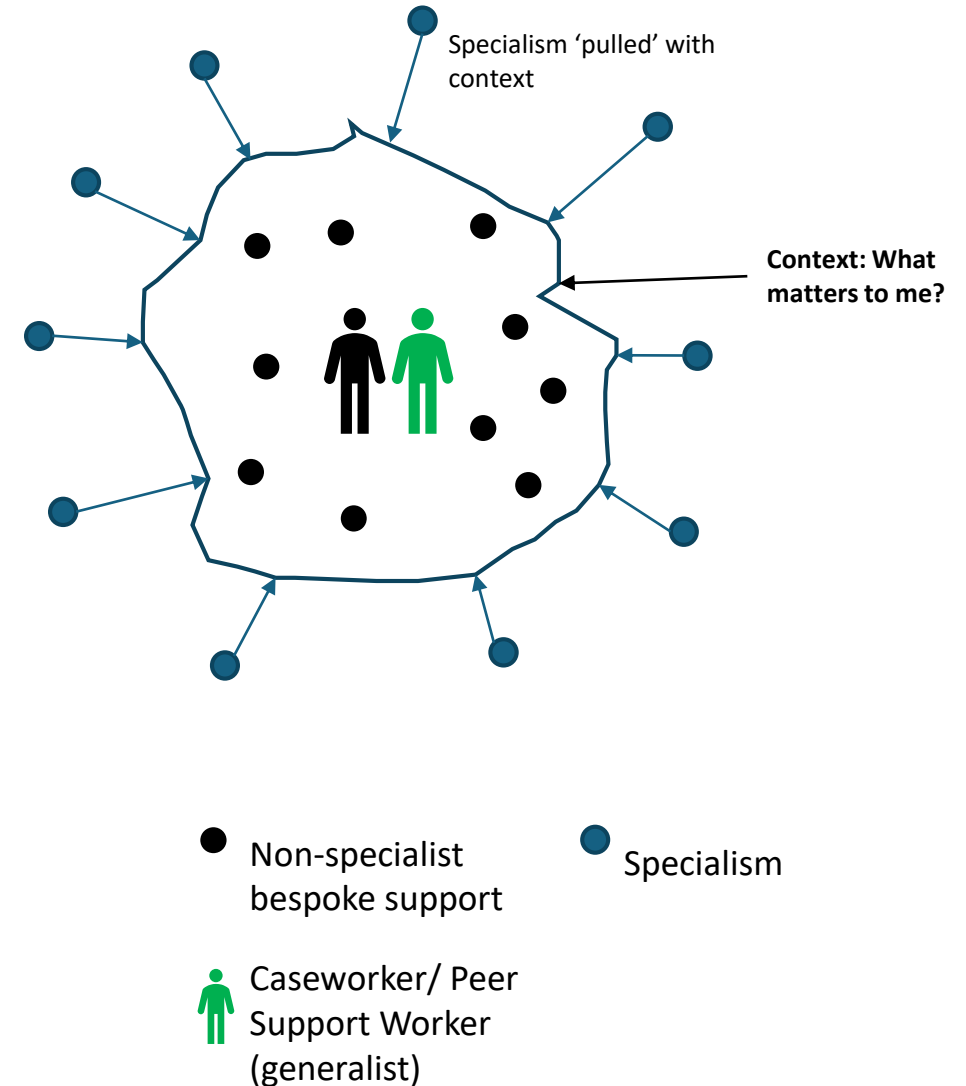 Specialism ‘pulled’ with
context
Context: What
matters to me?
Non-specialist
bespoke support
Specialism
Caseworker/ Peer
Support Worker
(generalist)